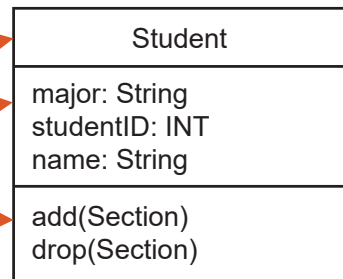 Student
major: String
studentID: INT
name: String
add(Section)
drop(Section)